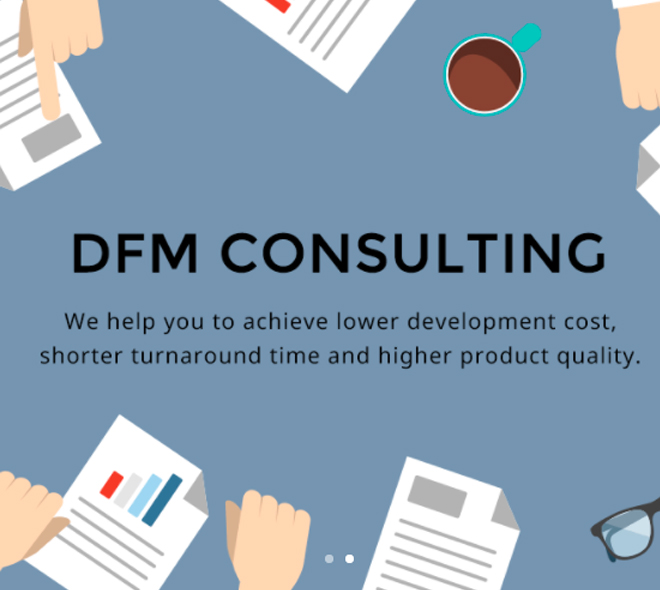 DFM CONSULTING
We help you to achieve lower development cost,
shorter turnaround time and higher product quality.